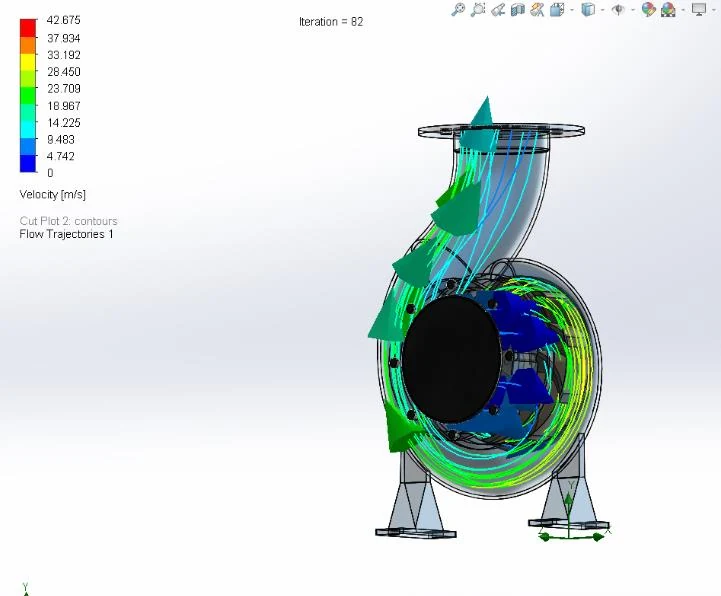 42.675
Iteration = 82
37.934
33.192
28.450
23.709
18.967
14.225
9.483
4.742
0
Velocity [m/s]
Cut Plot 2: contours
Flow Trajectories 1
Y
X
Y